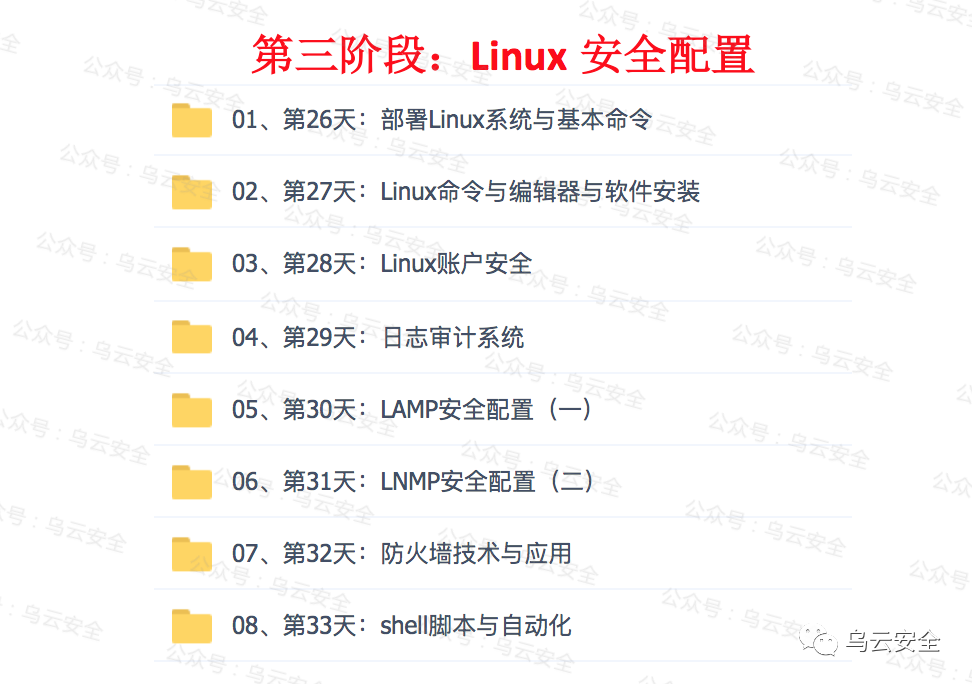 第三阶段：Linux 安全配置
01、第26天：部署Linux系统与基本命令
02、第27天：Linux命令与编辑器与软件安装
03、第28天：Linux账户安全
04、第29天：日志审计系统
05、第30天：LAMP安全配置（一）
06、第31天：LNMP安全配置（二）
07、第32天：防火墙技术与应用
08、第33天：shell脚本与自动化
乌云安全
公众号：乌云安全